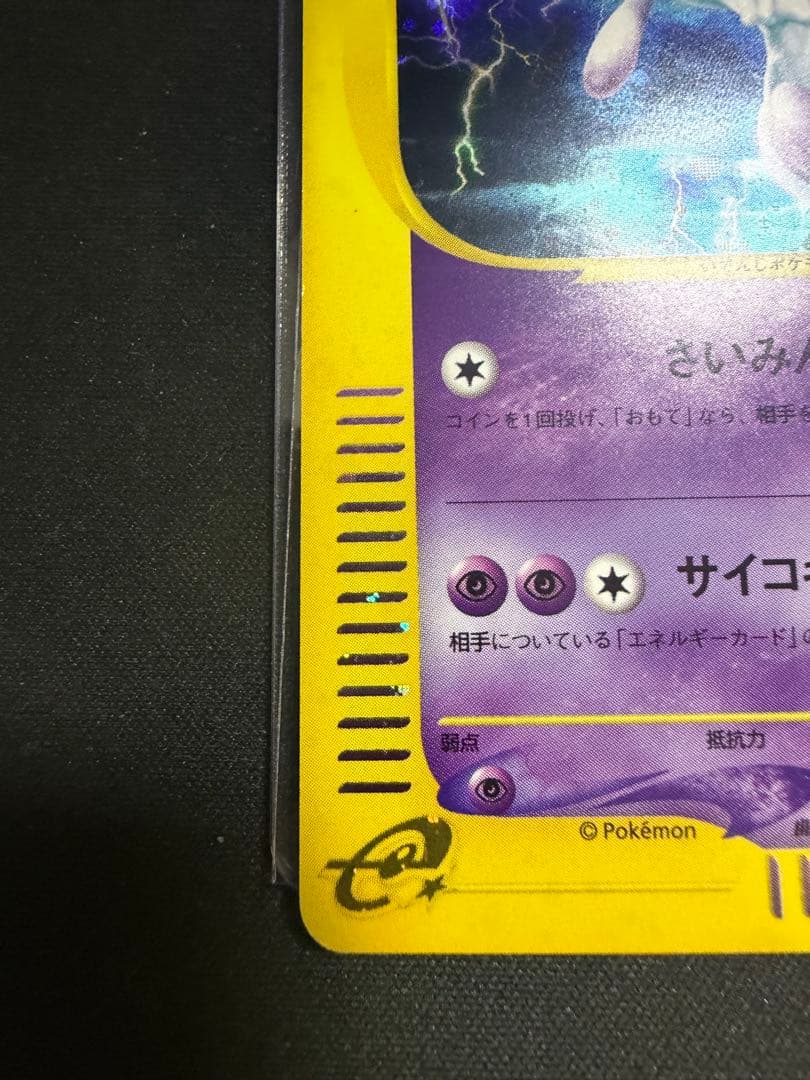 さいみ
コインを1回投げ、「おもて」なら、相手
サイコキ
相手についている「エネルギーカード」の
弱点
抵抗力
© Pokémon
e